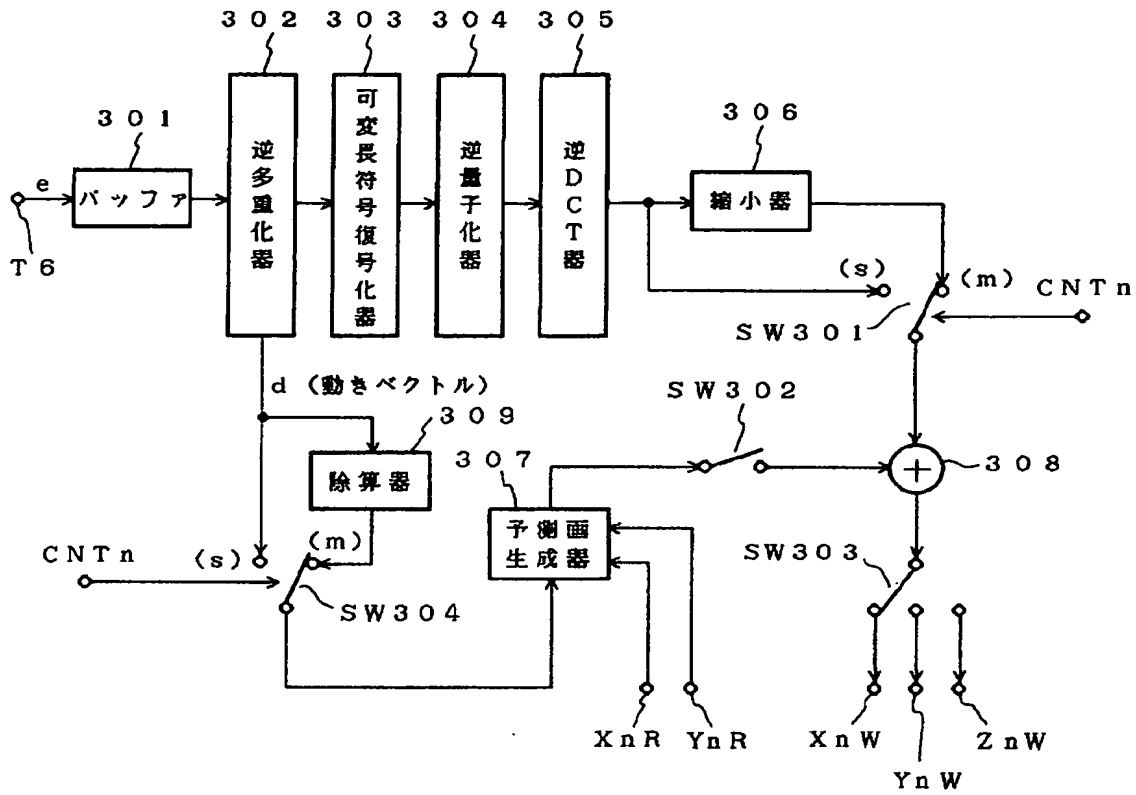 302
303
304
305
301
306
e
バッファ
逆多重化器
可変長符号復号化器
逆量子化器
逆DCT器
縮小器
T6
(s)
(m)
CNTn
SW301
d (動きベクトル)
309
SW302
307
除算器
308
CNTn
(s)
(m)
予測画
生成器
SW303
SW304
XnR
YnR
XnW
ZnW
YnW